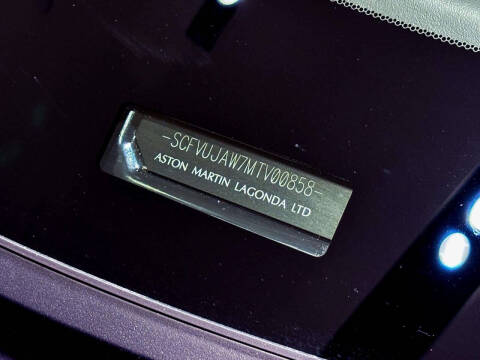 -SCFVUJAW7MTV00858-
ASTON MARTIN LAGONDA LTD